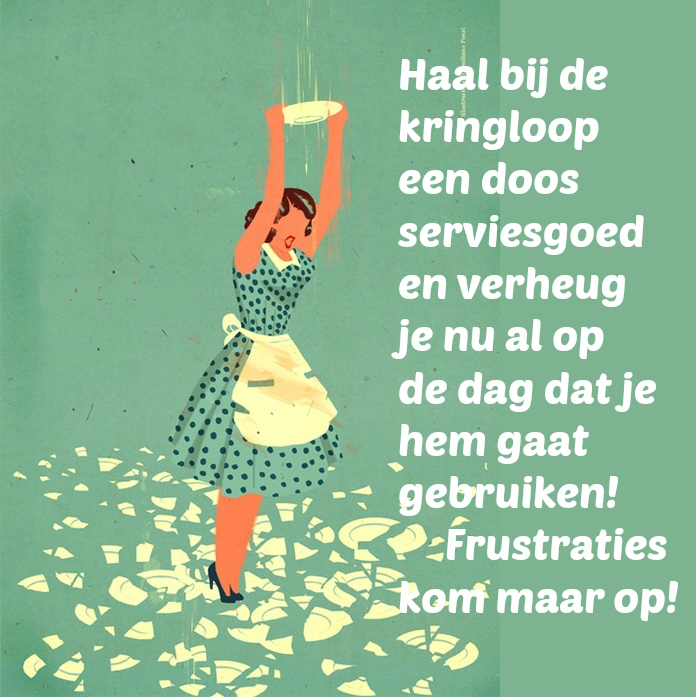 Haal bij de
kringloop
een doos
serviesgoed
en verheug
je nu al op
de dag dat je
hem gaat
gebruiken!
Frustraties
kom maar op!